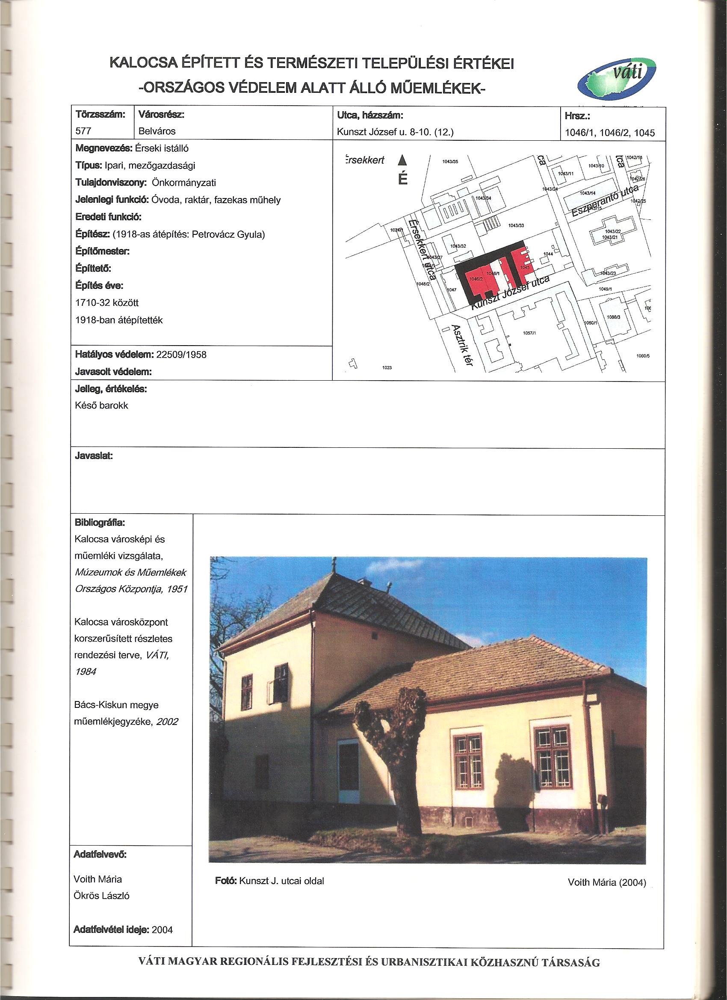 KALOCSA ÉPÍTETT ÉS TERMÉSZETI TELEPÜLÉSI ÉRTÉKEI
-ORSZÁGOS VÉDELEM ALATT ÁLLÓ MŰEMLÉKEK-
váti
Törzsszám:
577
Városrész:
Belváros
Utca, házszám:
Kunszt József u. 8-10. (12.)
Hrsz.:
1046/1, 1046/2, 1045
Megnevezés: Érseki istálló
Típus: Ipari, mezőgazdasági
Tulajdonviszony: Önkormányzati
Jelenlegi funkció: Óvoda, raktár, fazekas műhely
Eredeti funkció:
Építész: (1918-as átépítés: Petrovácz Gyula)
Építőmester:
Építtető:
Építés éve:
1710-32 között
1918-ban átépítették
Hatályos védelem: 22509/1958
Javasolt védelem:
Érsekkert
É
1043/35
1042/18
1043/10
1043/11
1042/26
1043/24
1043/14
Eszperantó utca
1043/15
1042/25
1043/34
Érsekkert utca
1024/1
1043/33
1043/22
1043/21
1043/32
1043/27
1044
1045
1046/1
1046/2
1043/23
1048/2
1047
Kunszt József utca
1049/1
1060/3
1060/1
1057/1
Asztrik tér
1060/5
1023
Jelleg, értékelés:
Késő barokk
Javaslat:
Bibliográfia:
Kalocsa városképi és
műemléki vizsgálata,
Múzeumok és Műemlékek
Országos Központja, 1951
Kalocsa városközpont
korszerűsített részletes
rendezési terve, VÁTI,
1984
Bács-Kiskun megye
műemlékjegyzéke, 2002
Adatfelvevő:
Voith Mária
Ökrös László
Adatfelvétel ideje: 2004
Fotó: Kunszt J. utcai oldal
Voith Mária (2004)
VÁTI MAGYAR REGIONÁLIS FEJLESZTÉSI ÉS URBANISZTIKAI KÖZHASZNÚ TÁRSASÁG